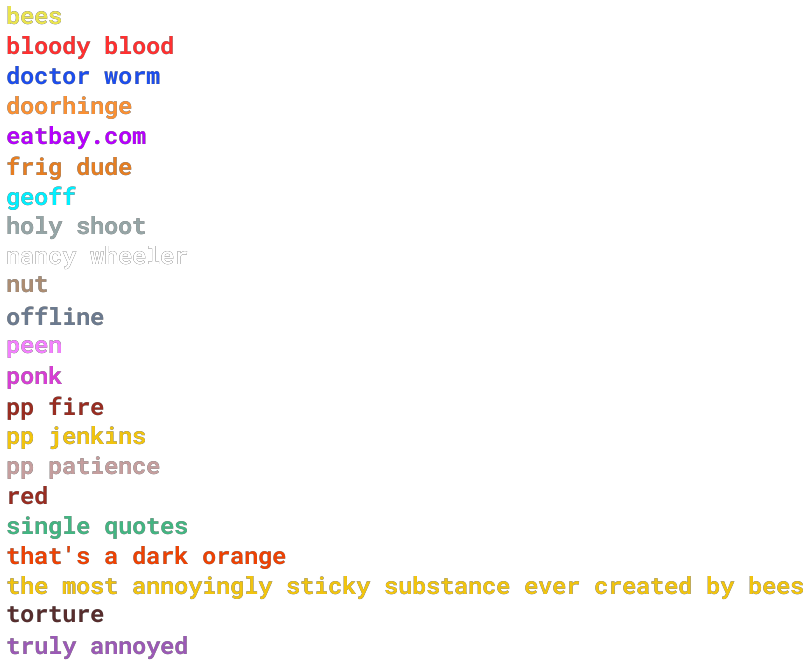 bees
bloody blood
doctor worm
doorhinge
eatbay.com
frig dude
geoff
holy shoot
nancy wheeler
nut
offline
peen
ponk
pp fire
pp jenkins
pp patience
red
single quotes
that's a dark orange
the most annoyingly sticky substance ever created by bees
torture
truly annoyed